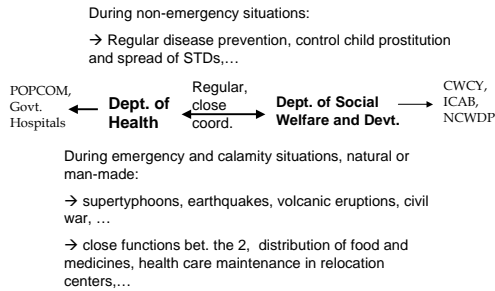 During non-emergency situations:
→ Regular disease prevention, control child prostitution
and spread of STDs,…
POPCOM,
Govt.
Hospitals
Dept. of
Health
Regular,
close
coord.
Dept. of Social
Welfare and Devt.
CWCY,
ICAB,
NCWDP
During emergency and calamity situations, natural or
man-made:
→ supertyphoons, earthquakes, volcanic eruptions, civil
war, …
→ close functions bet. the 2, distribution of food and
medicines, health care maintenance in relocation
centers,…